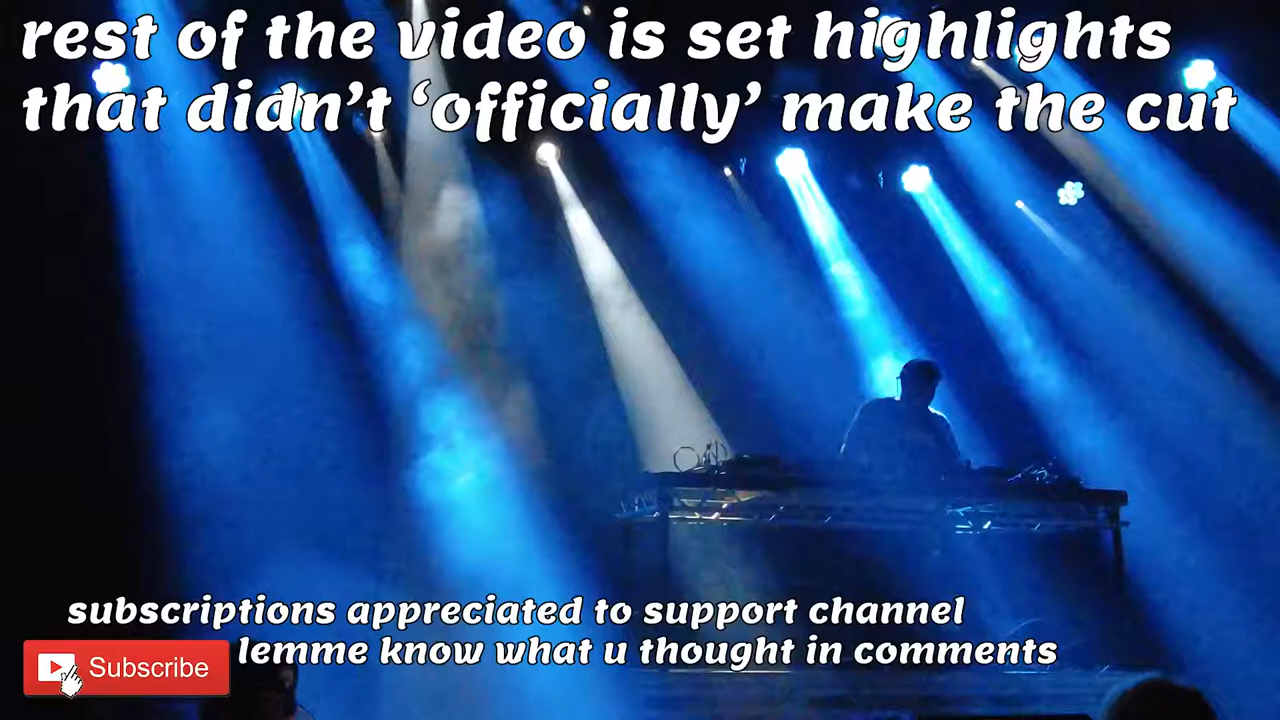 rest of the video is set highlights
that didn’t ‘officially’ make the cut
subscriptions appreciated to support channel
lemme know what u thought in comments
Subscribe